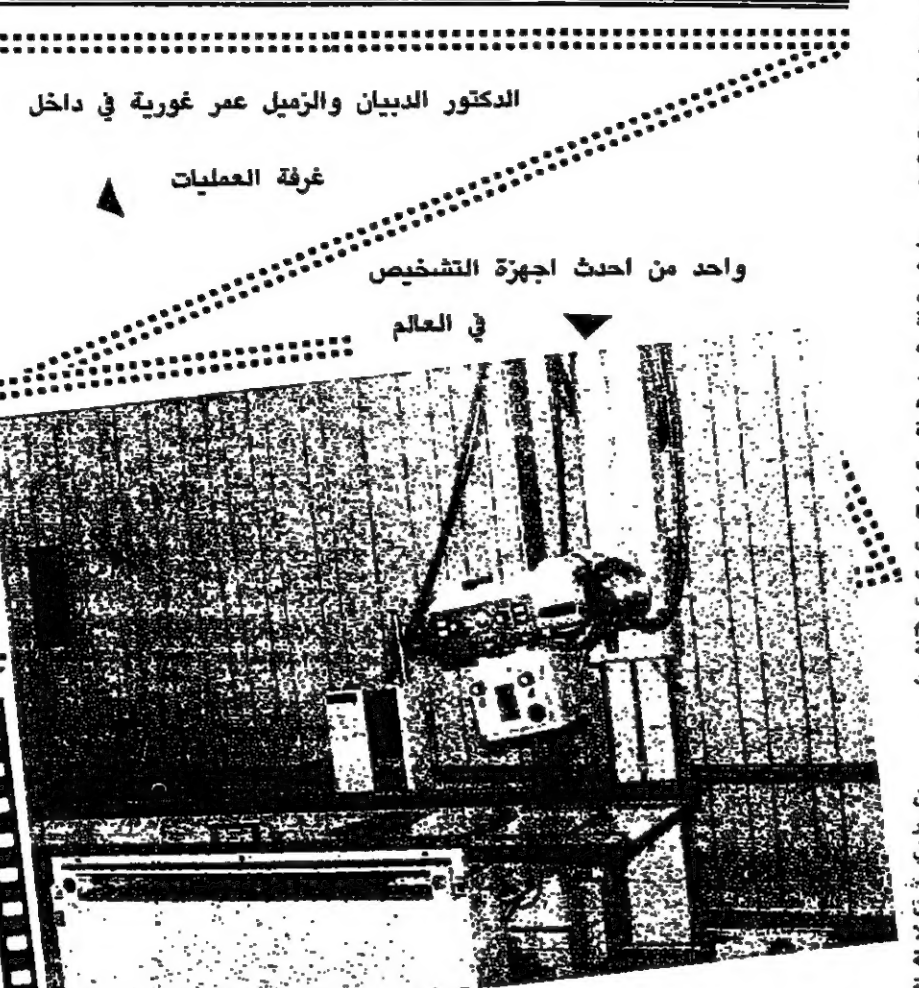 الدكتور الدبيان والزميل عمر غورية في داخل
غرفة العمليات
واحد من احدث اجهزة التشخيص
في العالم